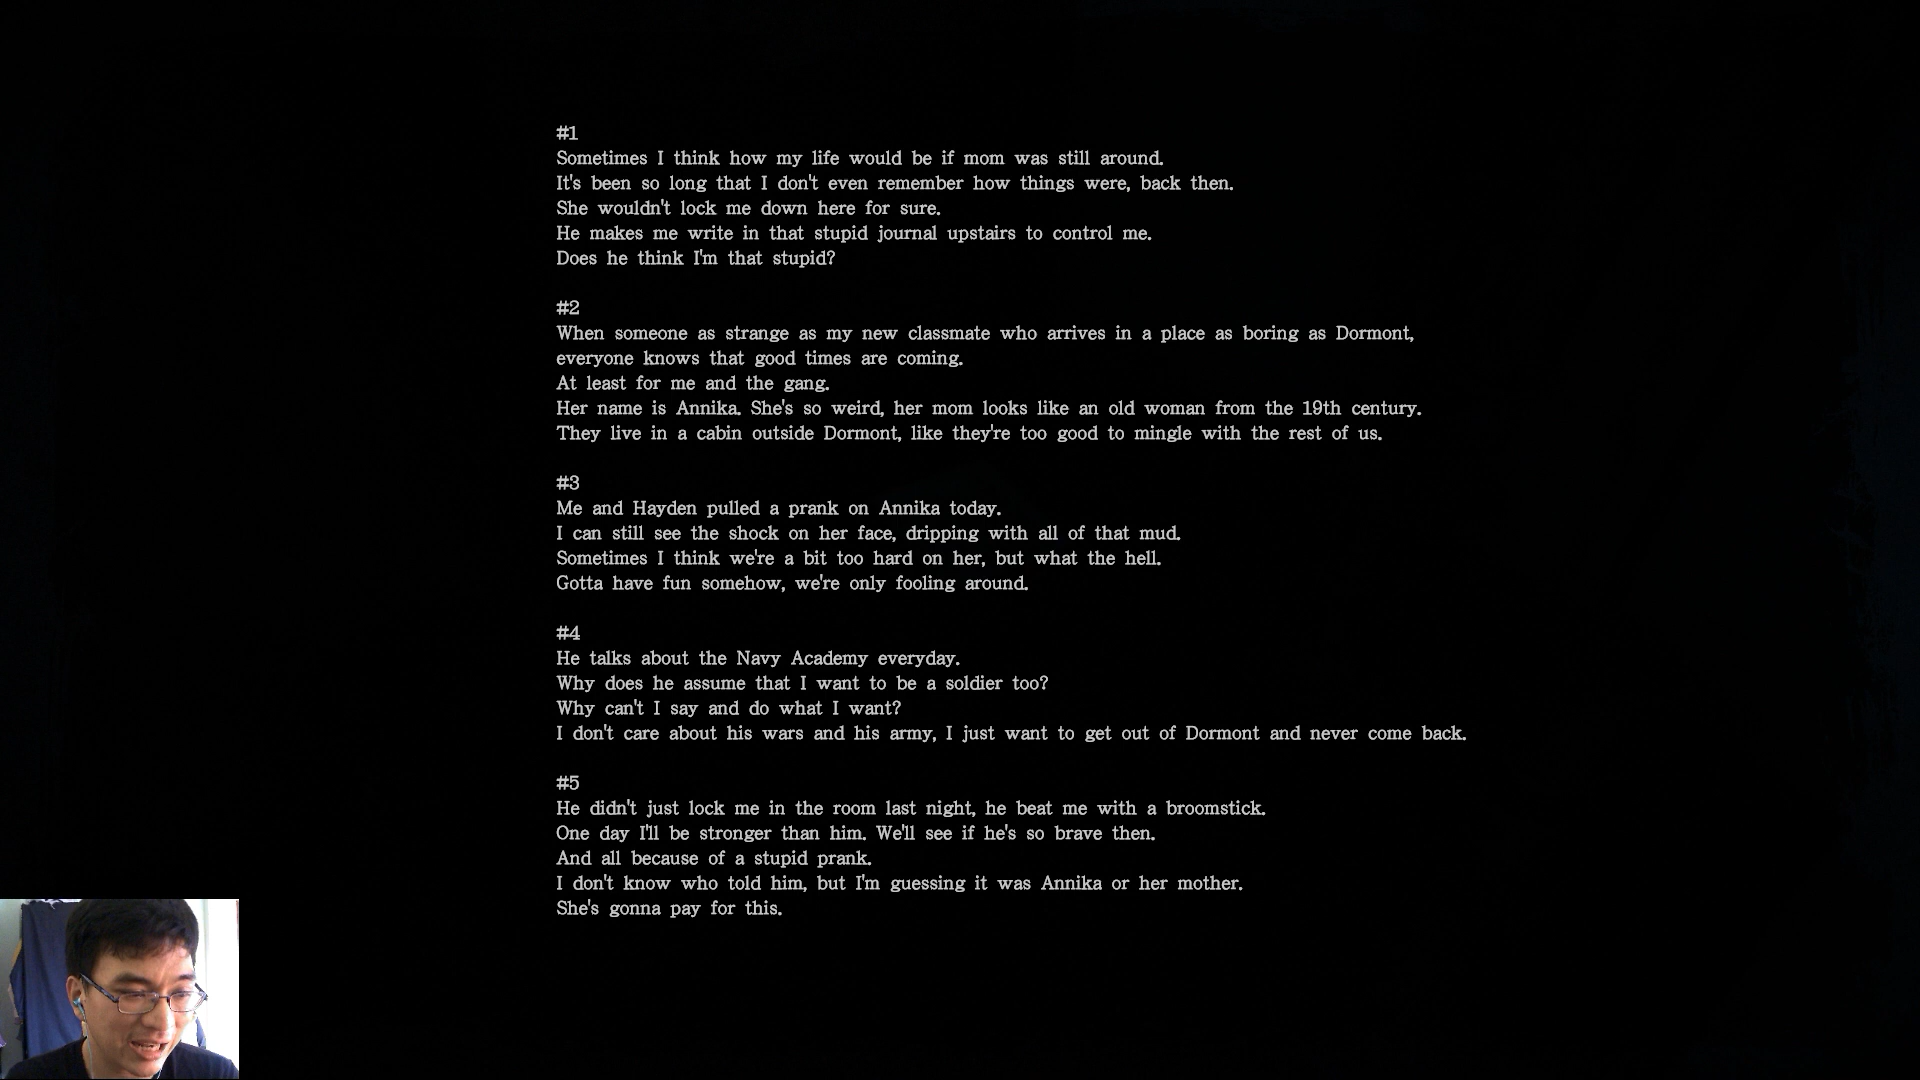 #1
Sometimes I think how my life would be if mom was still around.
It's been so long that I don't even remember how things were, back then.
She wouldn't lock me down here for sure.
He makes me write in that stupid journal upstairs to control me.
Does he think I'm that stupid?
#2
When someone as strange as my new classmate who arrives in a place as boring as Dormont,
everyone knows that good times are coming.
At least for me and the gang.
Her name is Annika. She's so weird, her mom looks like an old woman from the 19th century.
They live in a cabin outside Dormont, like they're too good to mingle with the rest of us.
#3
Me and Hayden pulled a prank on Annika today.
I can still see the shock on her face, dripping with all of that mud.
Sometimes I think we're a bit too hard on her, but what the hell.
Gotta have fun somehow, we're only fooling around.
#4
He talks about the Navy Academy everyday.
Why does he assume that I want to be a soldier too?
Why can't I say and do what I want?
I don't care about his wars and his army, I just want to get out of Dormont and never come back.
#5
He didn't just lock me in the room last night, he beat me with a broomstick.
One day I'll be stronger than him. We'll see if he's so brave then.
And all because of a stupid prank.
I don't know who told him, but I'm guessing it was Annika or her mother.
She's gonna pay for this.